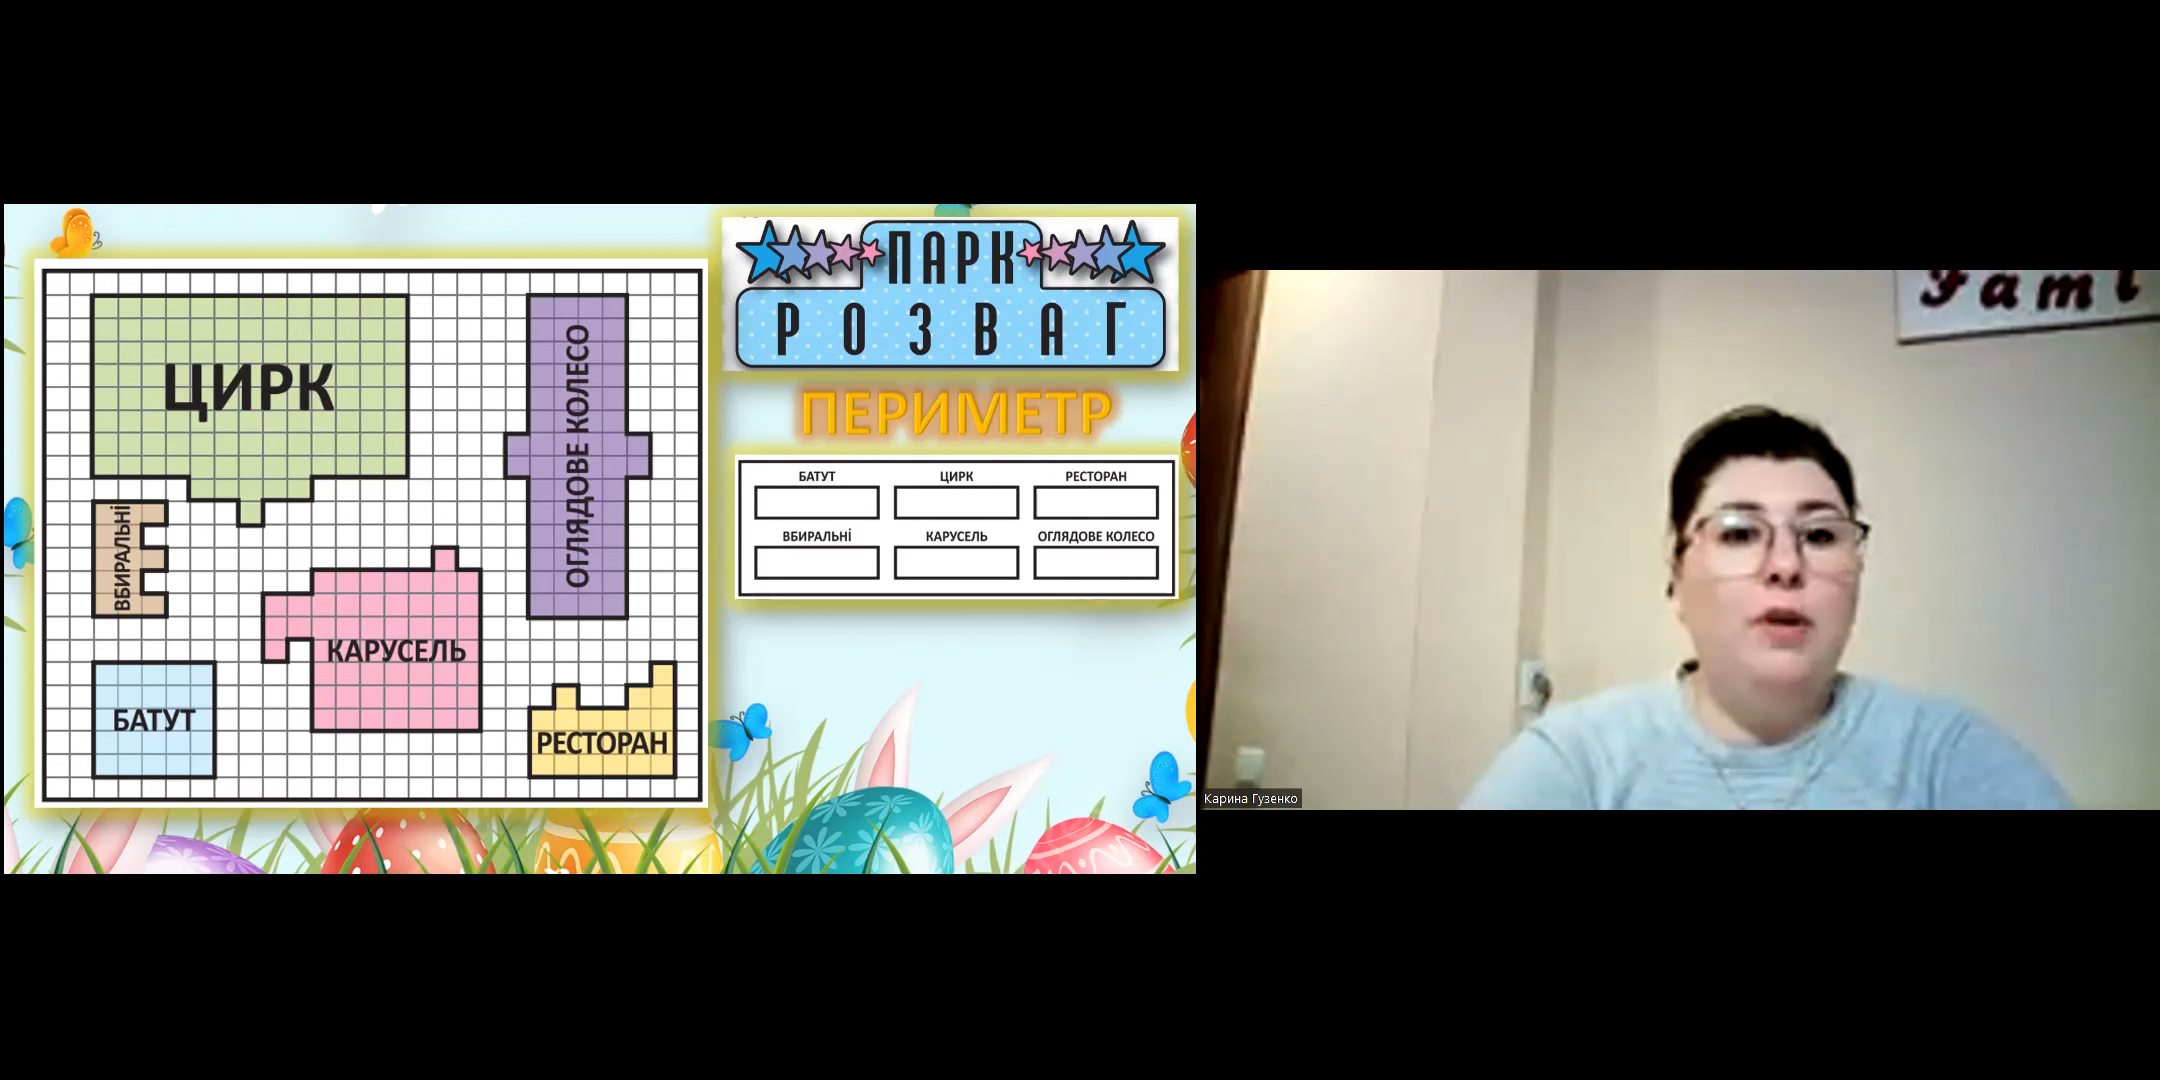 ЦИРК
ОГЛЯДОВЕ КОЛЕСО
ВБИРАЛЬНІ
КАРУСЕЛЬ
БАТУТ
РЕСТОРАН
ПАРК
РОЗВАГ
ПЕРИМЕТР
БАТУТ ЦИРК РЕСТОРАН
ВБИРАЛЬНІ КАРУСЕЛЬ ОГЛЯДОВЕ КОЛЕСО
Fami
Карина Гузенко